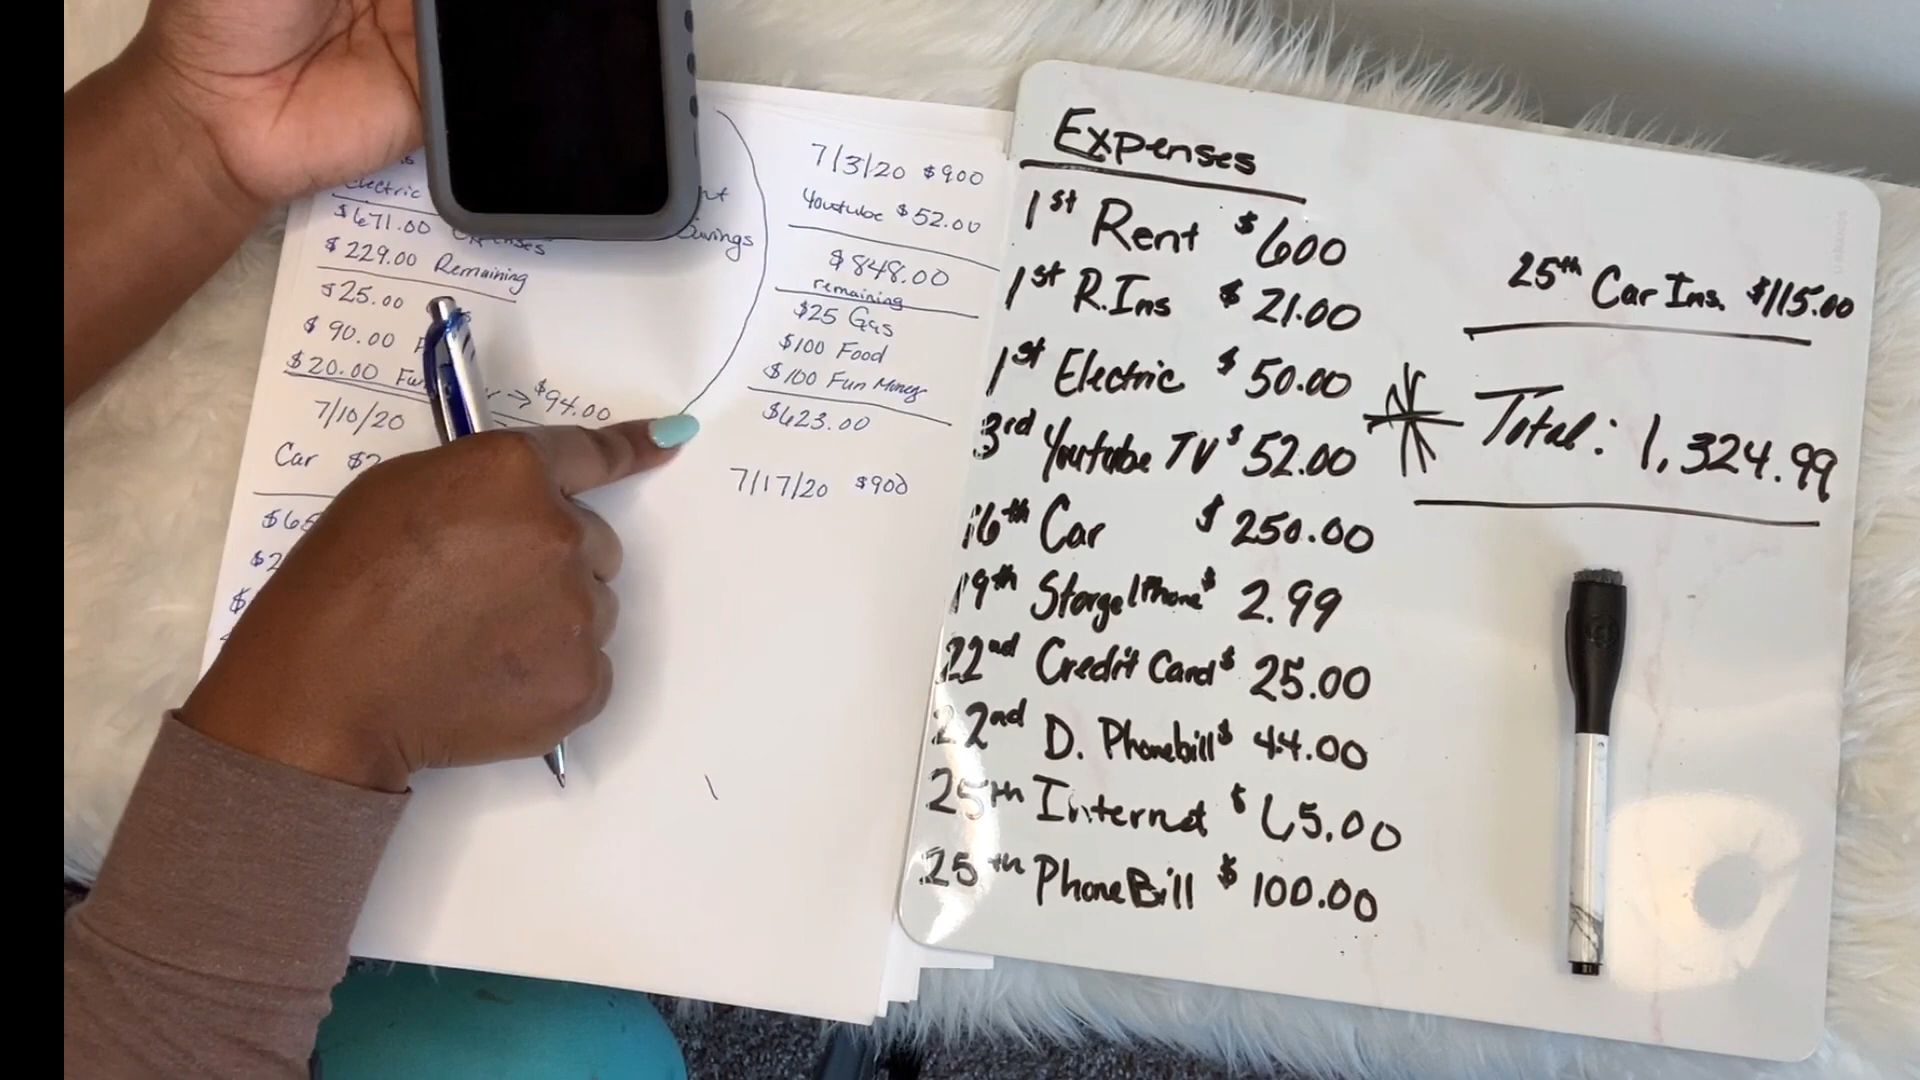 Electric
$671.00 Expenses
$229.00 Remaining
$25.00
$90.00
$20.00 Fun → $94.00
7/10/20
Car
Savings
7/3/20 $900
Youtube $52.00
$848.00
remaining
$25 Gas
$100 Food
$100 Fun Money
$623.00
7/17/20 $900
Expenses
1st Rent $600
1st R.Ins $21.00
1st Electric $50.00
3rd Youtube TV $52.00
16th Car $250.00
19th Storge IPhone $2.99
22nd Credit Card $25.00
22nd D. Phonebill $44.00
25th Internet $65.00
25th Phone Bill $100.00
25th Car Ins. $115.00
Total: 1,324.99